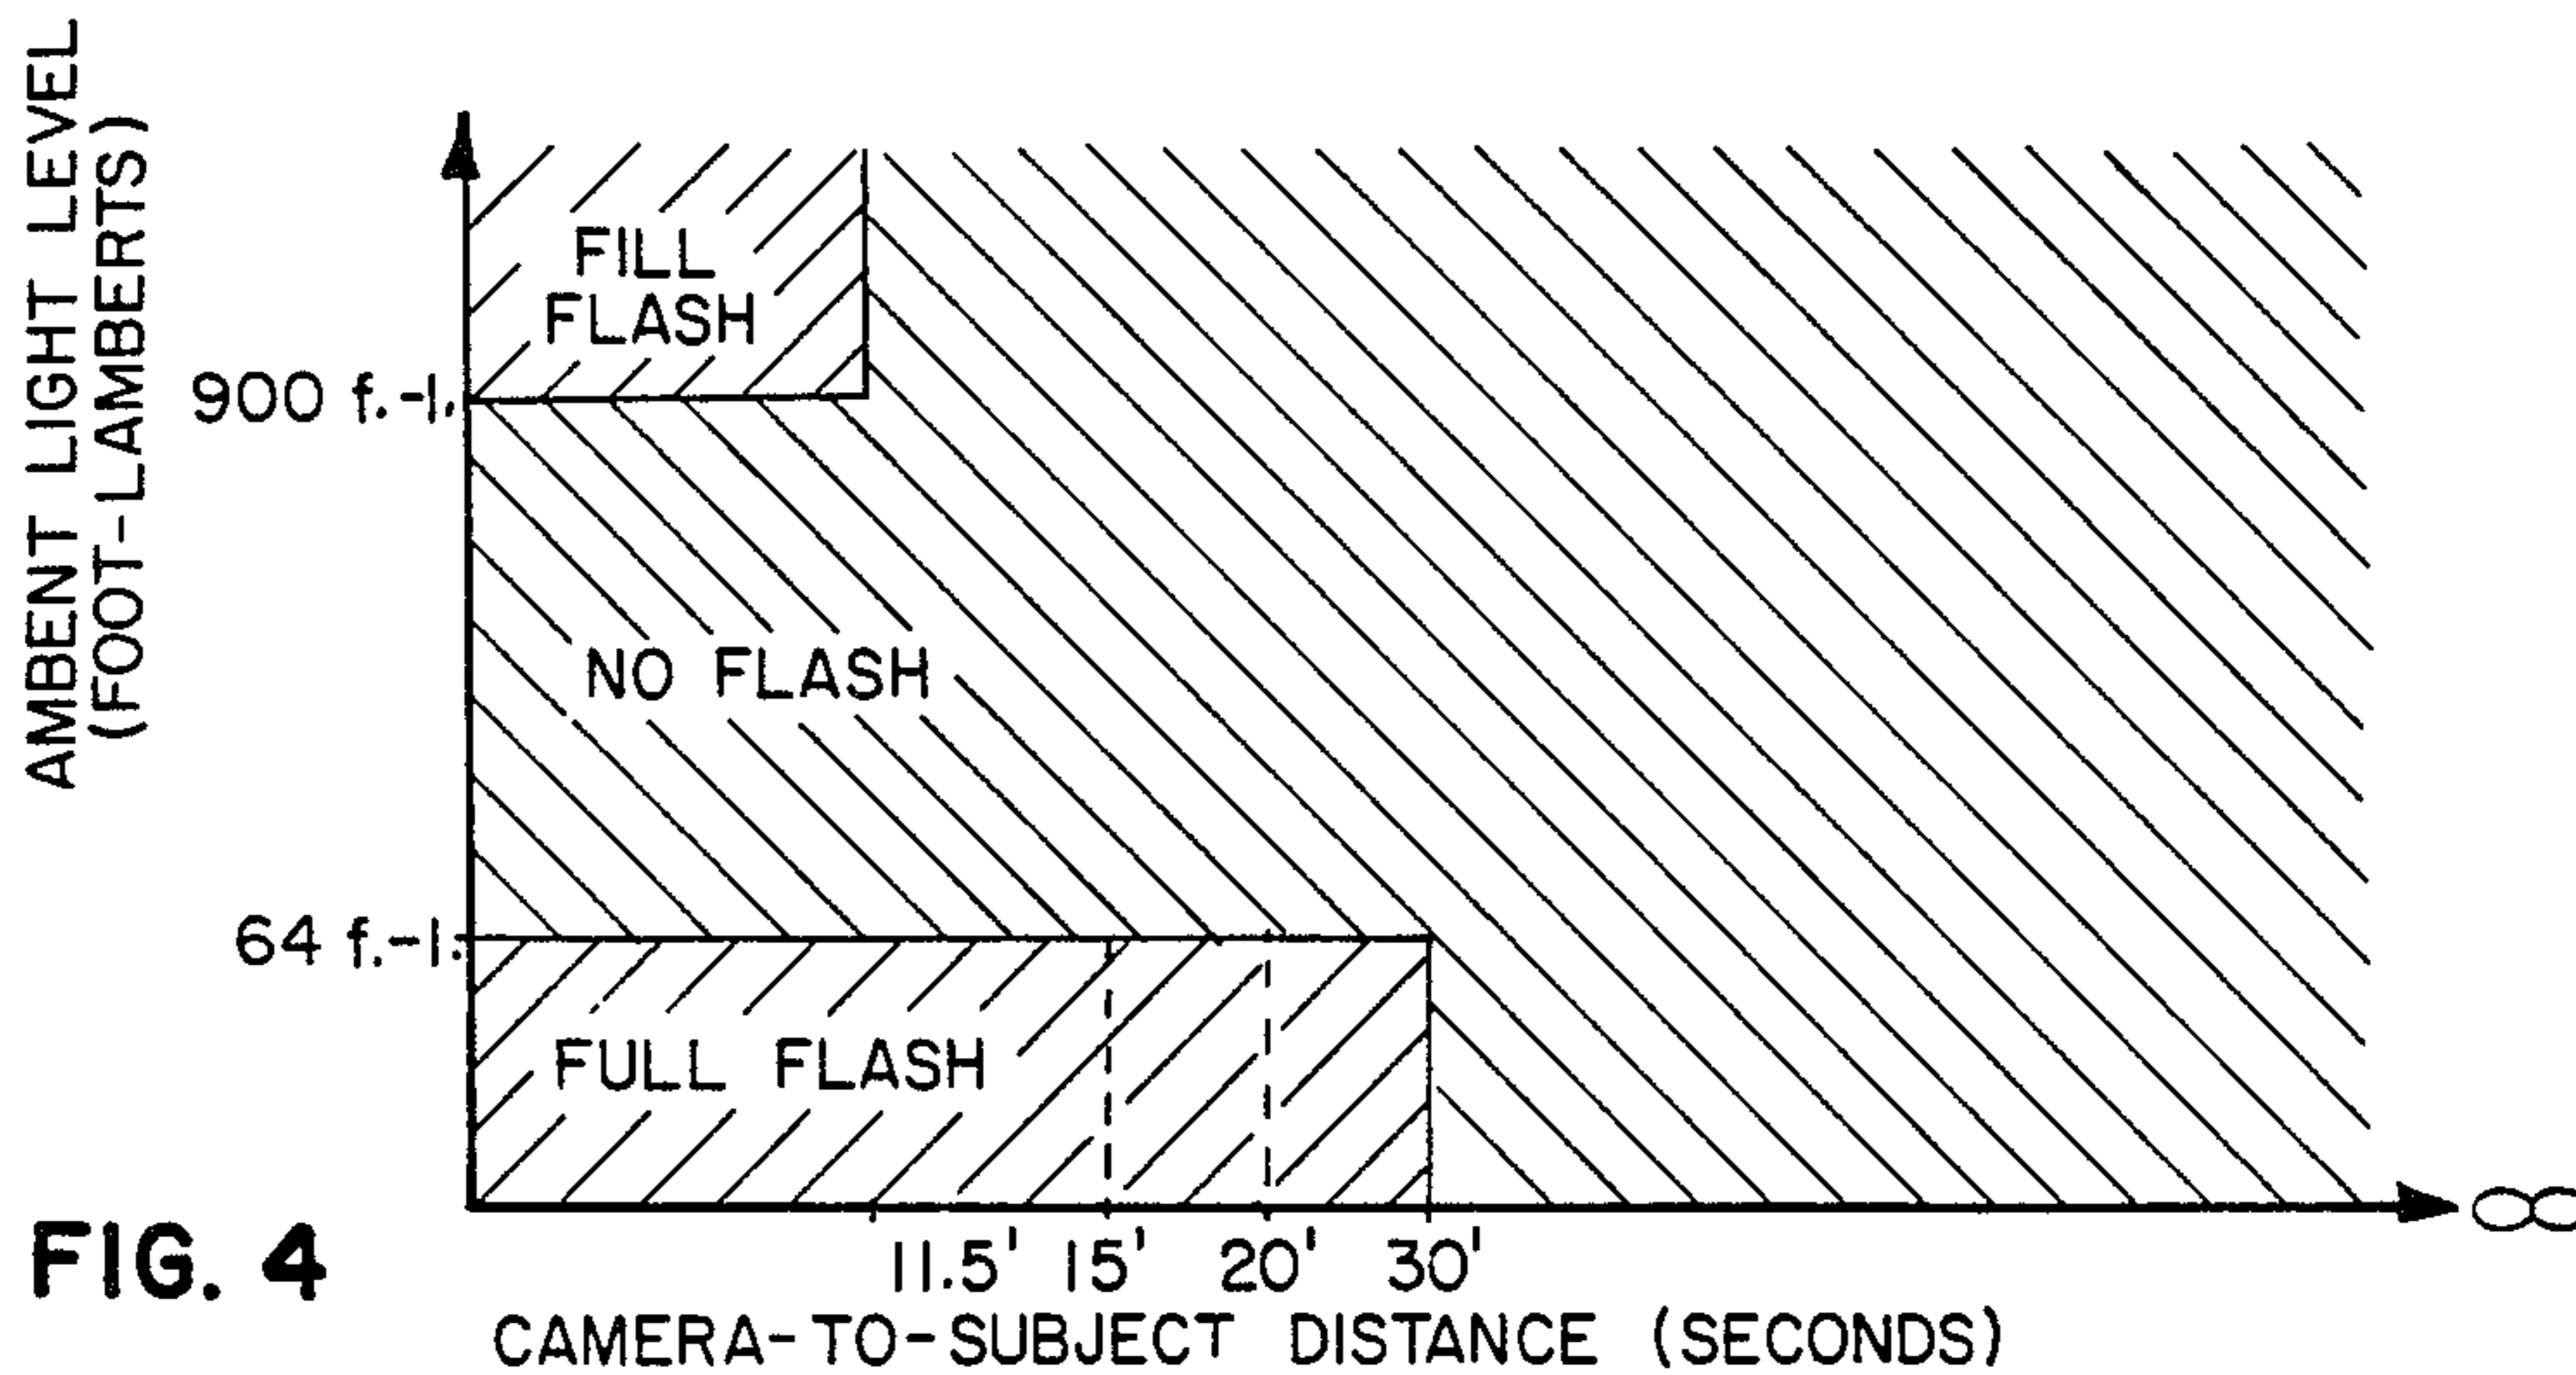 AMBENT LIGHT LEVEL
(FOOT-LAMBERTS)
FILL
FLASH
900 f.-l.
NO FLASH
64 f.-l.
FULL FLASH
∞
11.5' 15' 20' 30'
FIG. 4
CAMERA-TO-SUBJECT DISTANCE (SECONDS)